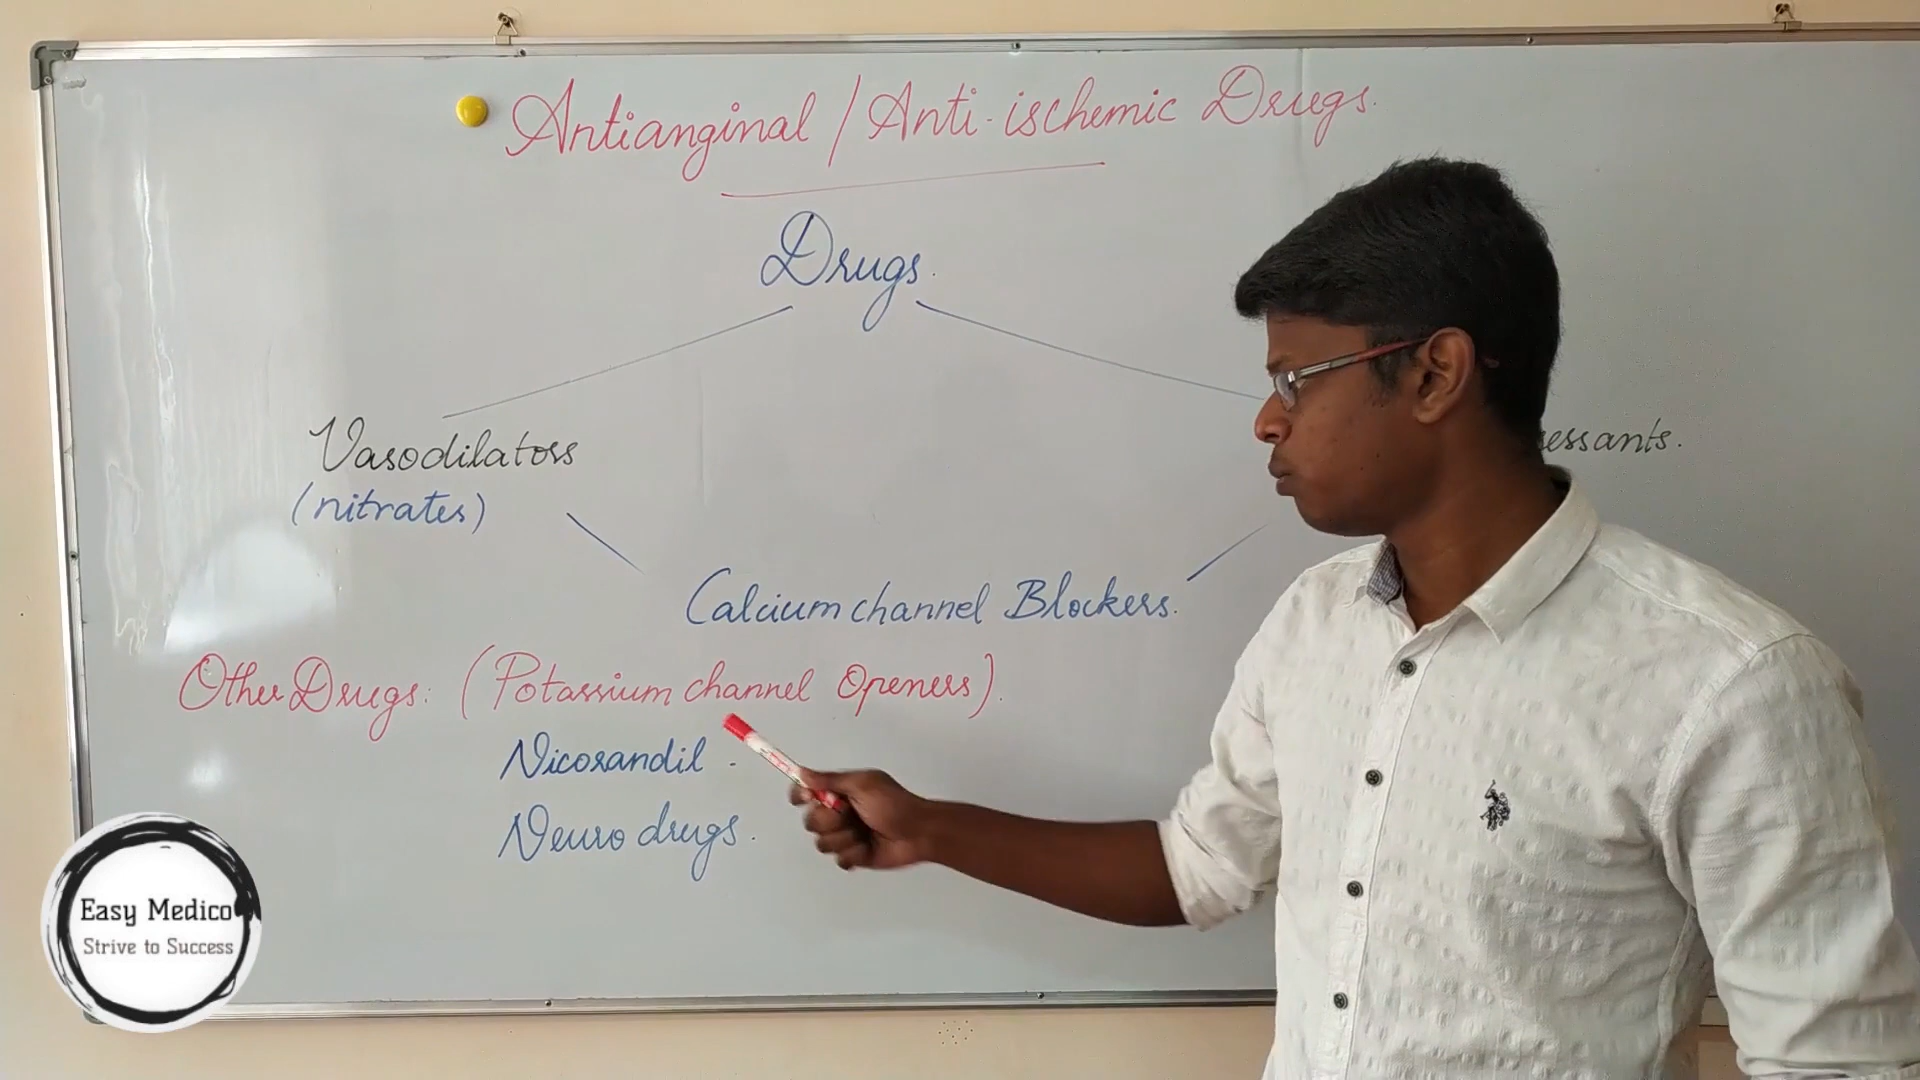 Antianginal / Anti-ischemic Drugs.
Drugs.
Vasodilatorss
(nitrates)
essants.
Calcium channel Blockers.
Other Drugs: (Potassium channel Openers).
Nicorandil.
Neuro drugs.
Easy Medico
Strive to Success